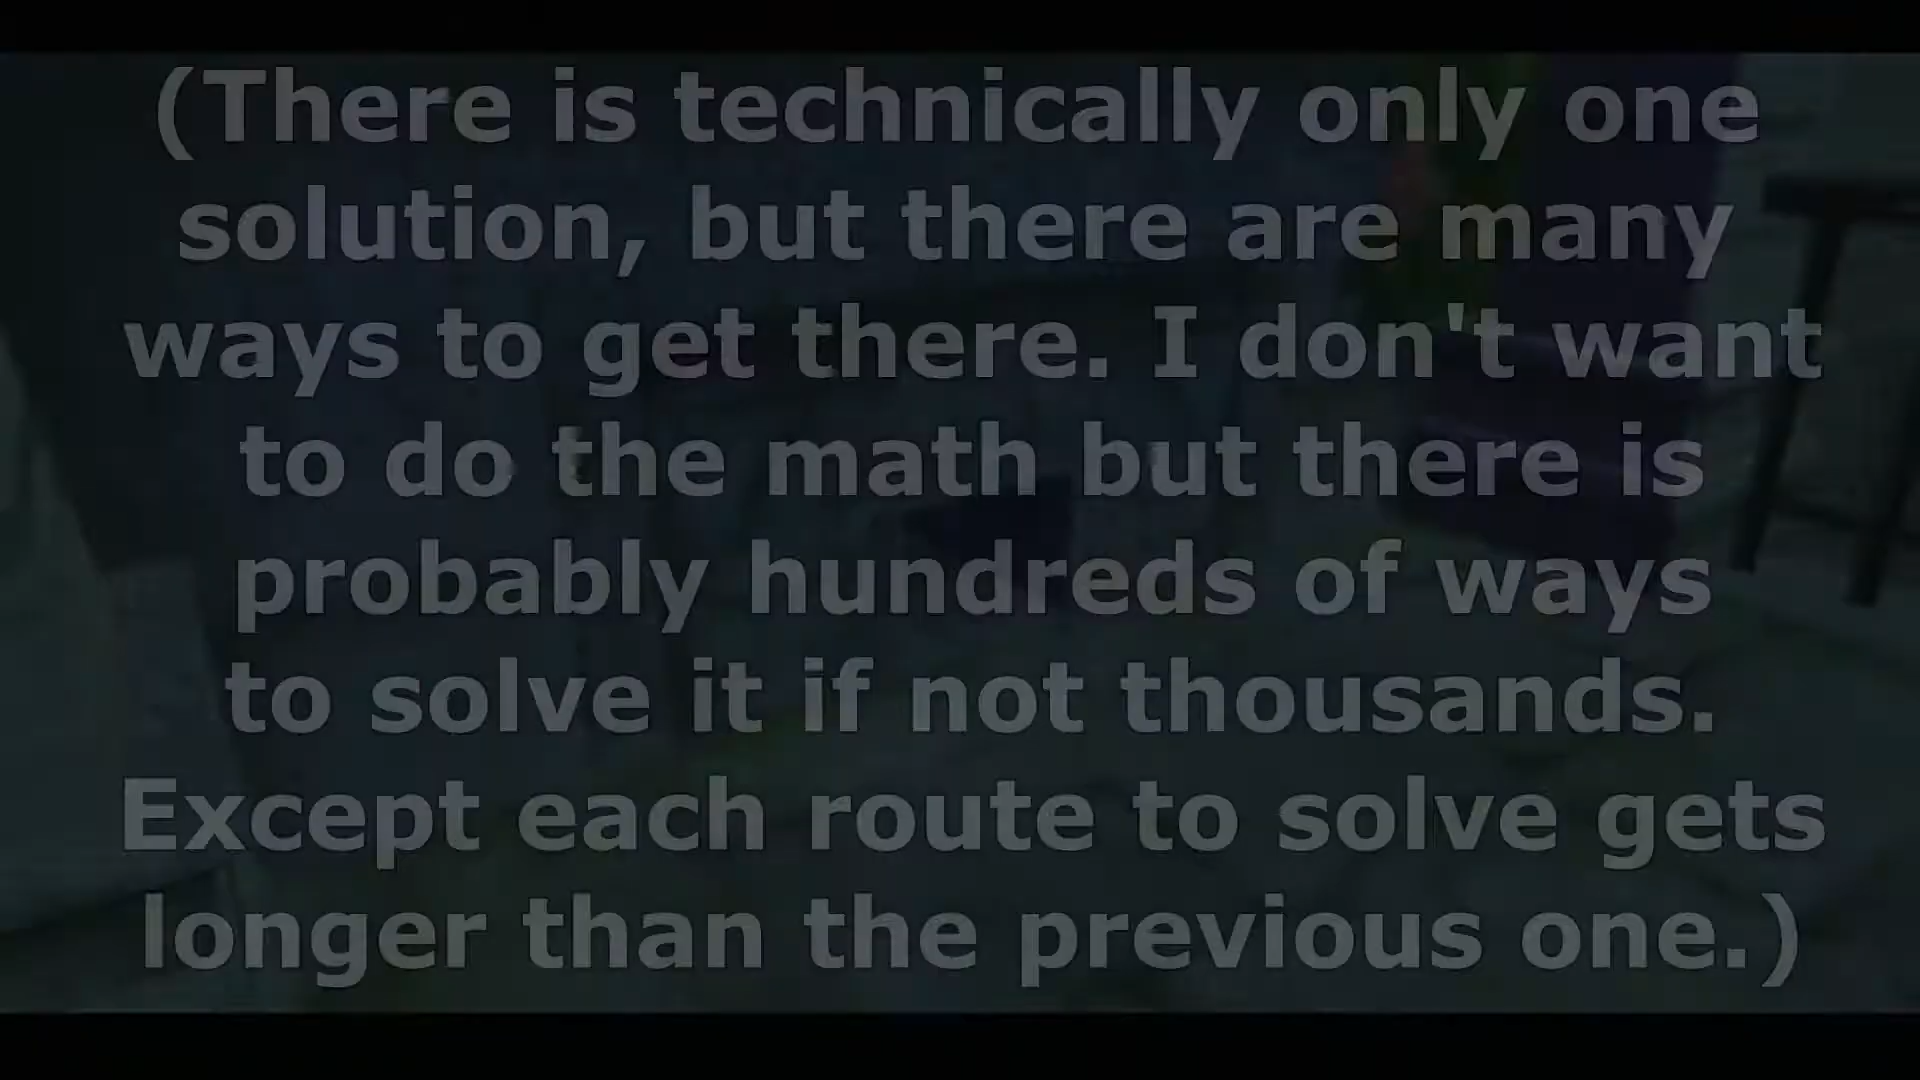 (There is technically only one
solution, but there are many
ways to get there. I don't want
to do the math but there is
probably hundreds of ways
to solve it if not thousands.
Except each route to solve gets
longer than the previous one.)